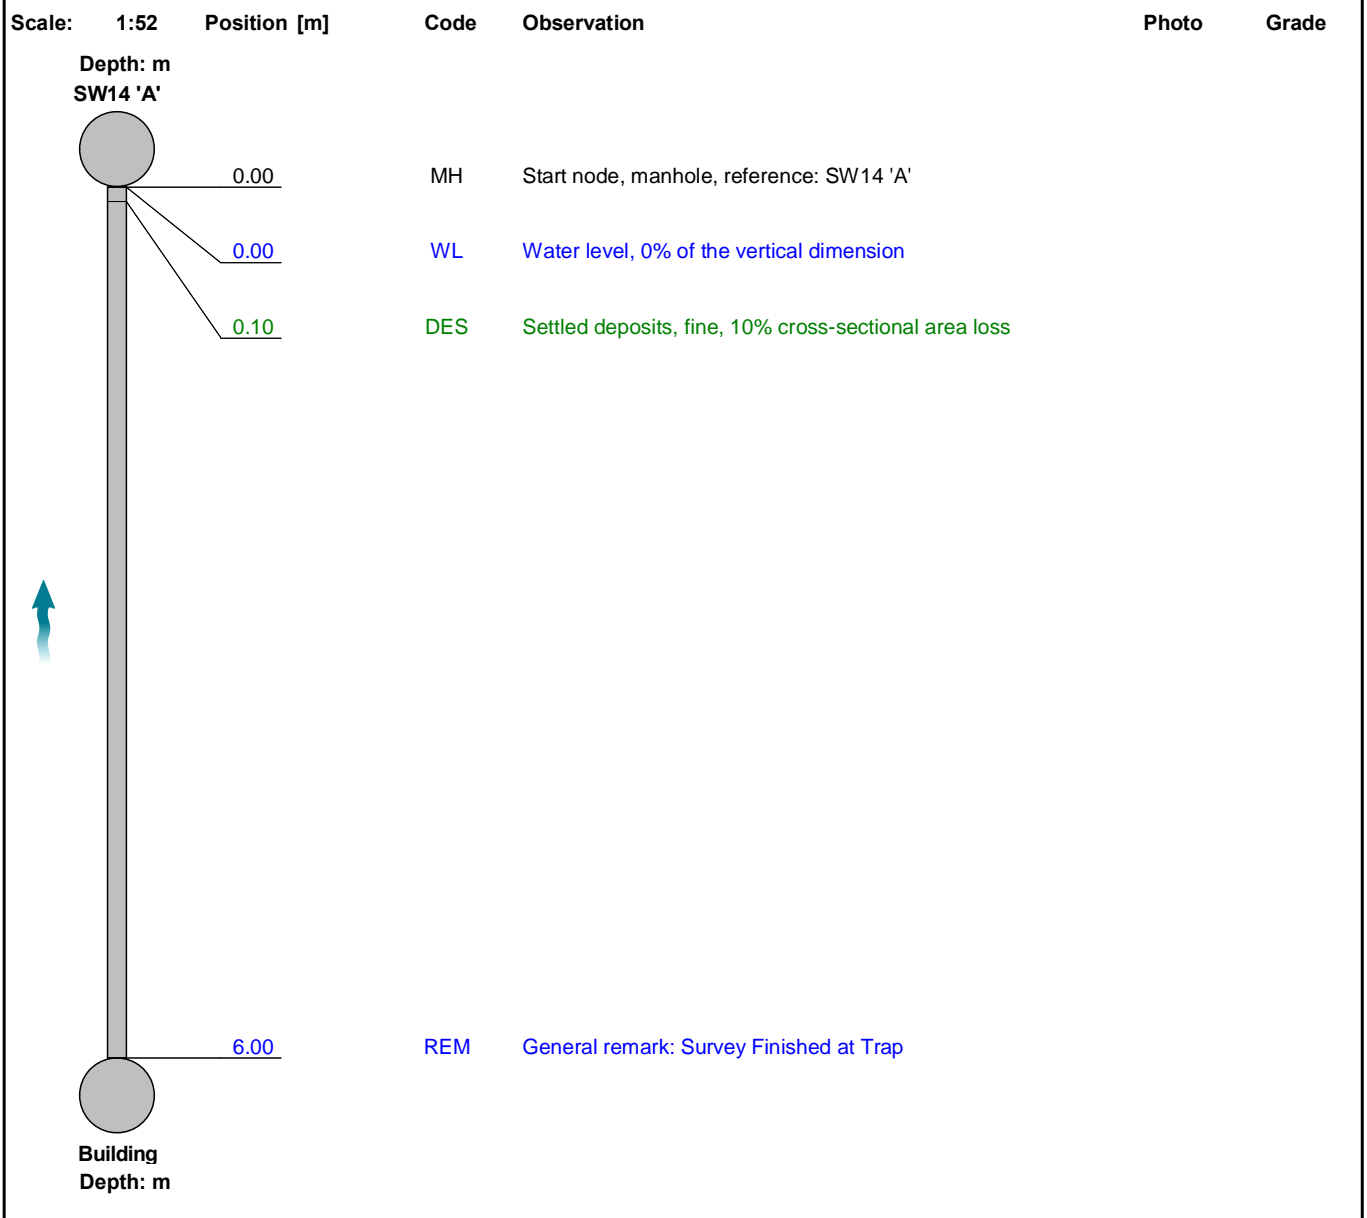 Scale: 1:52 Position [m] Code Observation Photo Grade
Depth: m
SW14 'A'
0.00 MH Start node, manhole, reference: SW14 'A'
0.00 WL Water level, 0% of the vertical dimension
0.10 DES Settled deposits, fine, 10% cross-sectional area loss
6.00 REM General remark: Survey Finished at Trap
Building
Depth: m